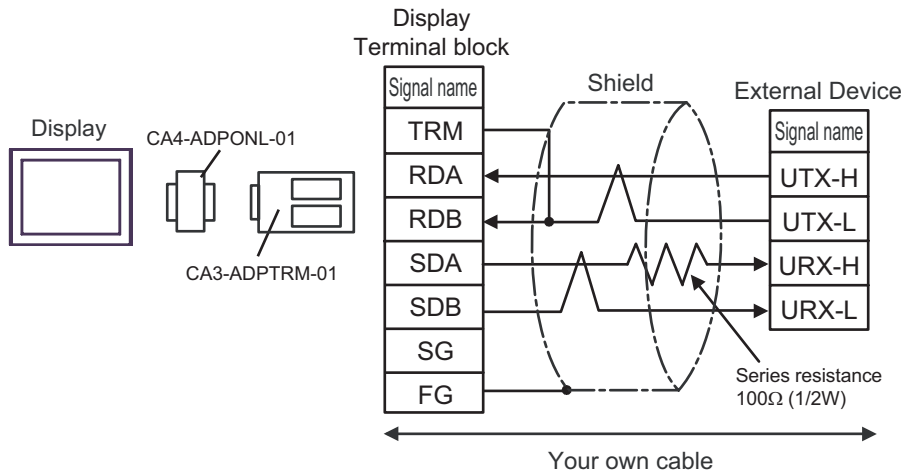 Display
Terminal block
Shield
External Device
Display
CA4-ADPONL-01
CA3-ADPTRM-01
Signal name
TRM
RDA
RDB
SDA
SDB
SG
FG
Signal name
UTX-H
UTX-L
URX-H
URX-L
Series resistance
100Ω (1/2W)
Your own cable